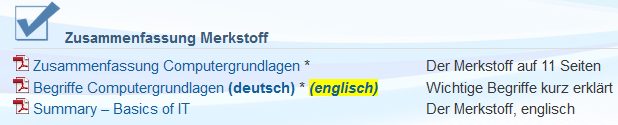 Zusammenfassung Merkstoff
Zusammenfassung Computergrundlagen * Der Merkstoff auf 11 Seiten
Begriffe Computergrundlagen (deutsch) * (englisch) Wichtige Begriffe kurz erklärt
Summary – Basics of IT Der Merkstoff, englisch